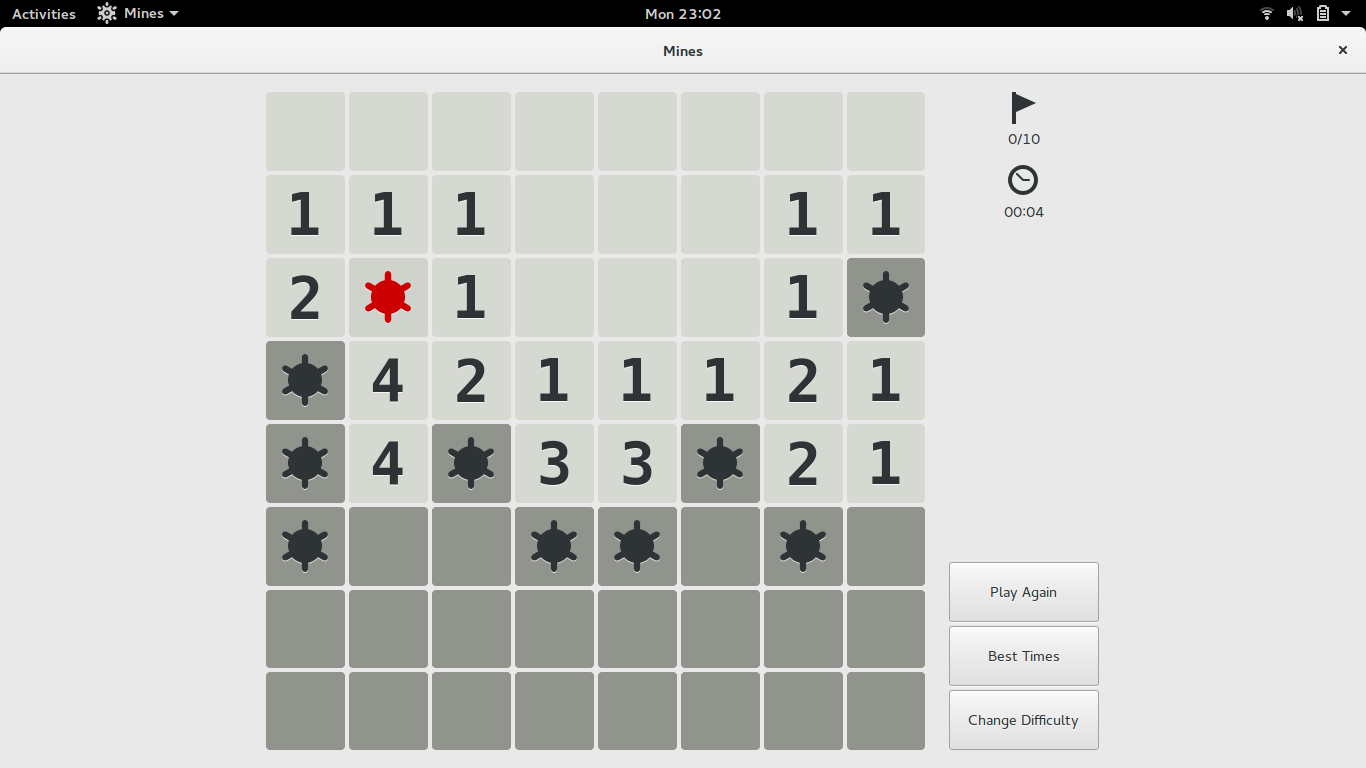 Activities Mines Mon 23:02
Mines
0/10
1 1 1 1 1
00:04
2 1 1
4 2 1 1 1 2 1
4 3 3 2 1
Play Again
Best Times
Change Difficulty